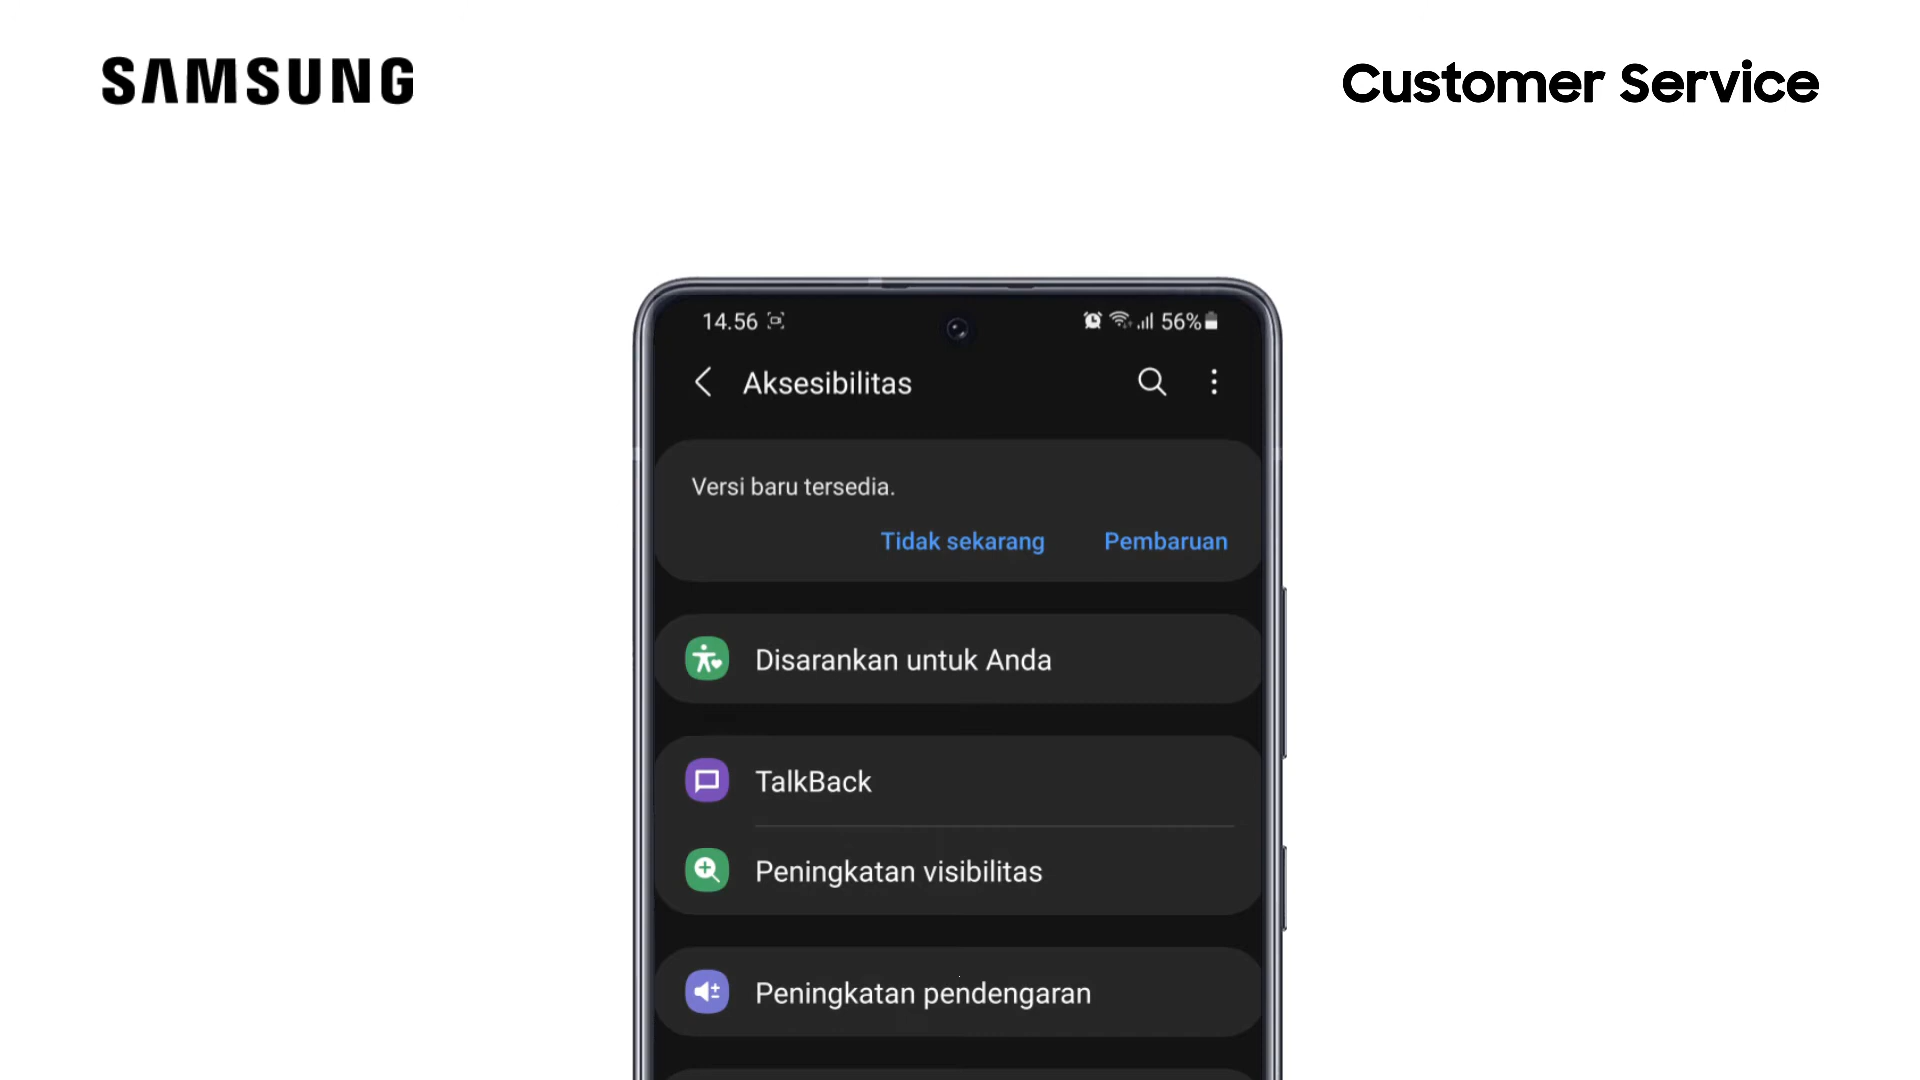 SAMSUNG
Customer Service
14.56
56%
Aksesibilitas
Versi baru tersedia.
Tidak sekarang Pembaruan
Disarankan untuk Anda
TalkBack
Peningkatan visibilitas
Peningkatan pendengaran